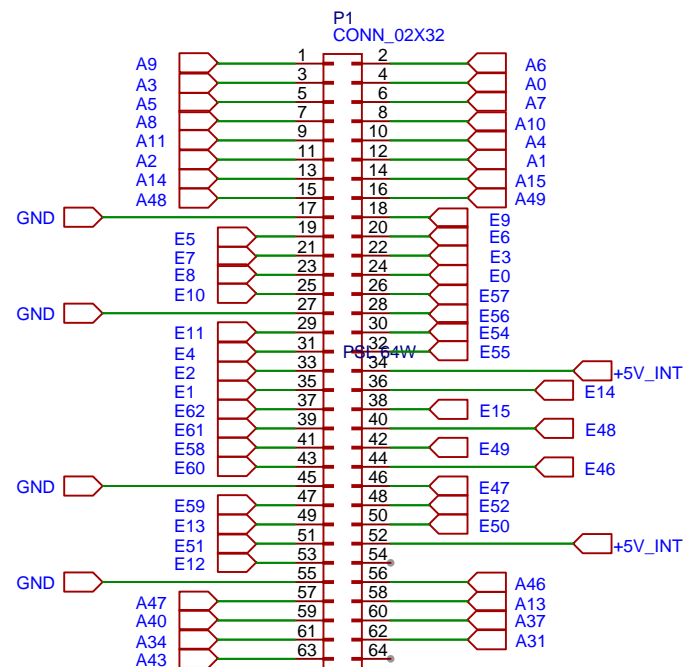 P1
CONN_02X32
A9 1 2 A6
A3 3 4 A0
A5 5 6 A7
A8 7 8 A10
A11 9 10 A4
A2 11 12 A1
A14 13 14 A15
A48 15 16 A49
GND 17 18 E9
E5 19 20 E6
E7 21 22 E3
E8 23 24 E0
E10 25 26 E57
GND 27 28 E56
E11 29 30 E54
E4 31 32 E55
PSL 64W
E2 33 34 +5V_INT
E1 35 36 E14
E62 37 38 E15
E61 39 40 E48
E58 41 42 E49
E60 43 44 E46
GND 45 46 E47
E59 47 48 E52
E13 49 50 E50
E51 51 52 +5V_INT
E12 53 54
GND 55 56 A46
A47 57 58 A13
A40 59 60 A37
A34 61 62 A31
A43 63 64